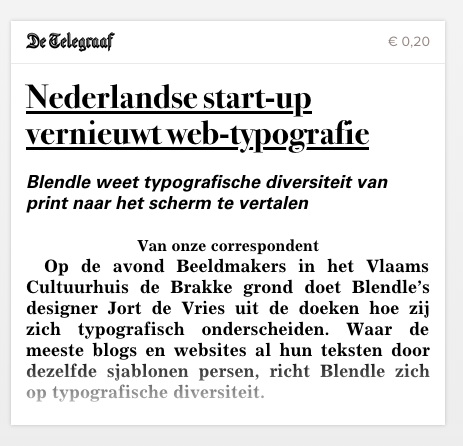 De Telegraaf
€ 0,20
Nederlandse start-up
vernieuwt web-typografie
Blendle weet typografische diversiteit van
print naar het scherm te vertalen
Van onze correspondent
Op de avond Beeldmakers in het Vlaams
Cultuurhuis de Brakke grond doet Blendle’s
designer Jort de Vries uit de doeken hoe zij
zich typografisch onderscheiden. Waar de
meeste blogs en websites al hun teksten door
dezelfde sjablonen persen, richt Blendle zich
op typografische diversiteit.